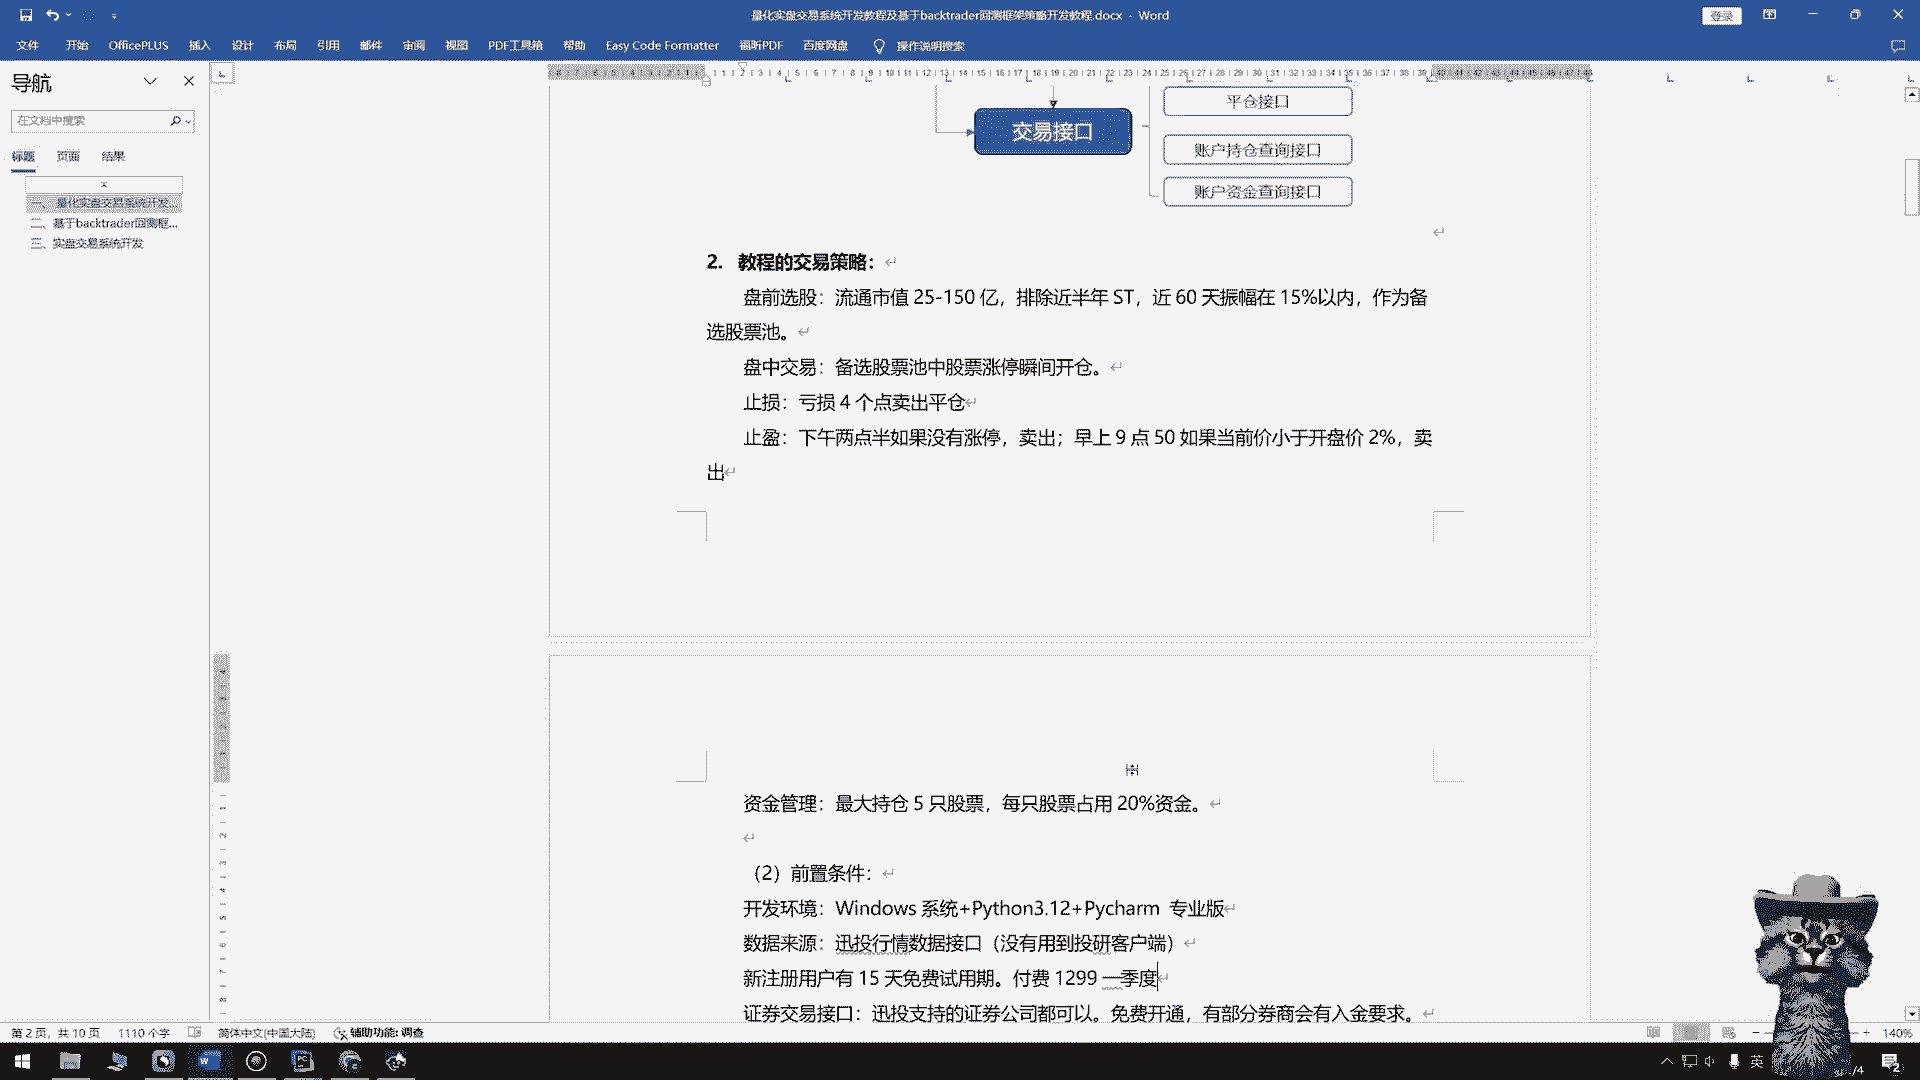 量化实盘交易系统开发教程及基于backtrader回测框架策略开发教程.docx - Word
登录
文件 开始 OfficePLUS 插入 设计 布局 引用 邮件 审阅 视图 PDF工具箱 帮助 Easy Code Formatter 福昕PDF 百度网盘 操作说明搜索
导航
在文档中搜索
标题 页面 结果
一、量化实盘交易系统开发...
二、基于backtrader回测框...
三、实盘交易系统开发
平仓接口
交易接口
账户持仓查询接口
账户资金查询接口
2. 教程的交易策略：
盘前选股：流通市值 25-150 亿，排除近半年 ST，近 60 天振幅在 15%以内，作为备
选股票池。
盘中交易：备选股票池中股票涨停瞬间开仓。
止损：亏损 4 个点卖出平仓
止盈：下午两点半如果没有涨停，卖出；早上 9 点 50 如果当前价小于开盘价 2%，卖
出
资金管理：最大持仓 5 只股票，每只股票占用 20%资金。
（2）前置条件：
开发环境：Windows 系统+Python3.12+Pycharm 专业版
数据来源：迅投行情数据接口（没有用到投研客户端）
新注册用户有 15 天免费试用期。付费 1299 一季度
证券交易接口：迅投支持的证券公司都可以。免费开通，有部分券商会有入金要求。
第 2 页，共 10 页 1110 个字 简体中文(中国大陆) 辅助功能: 调查
140%
英